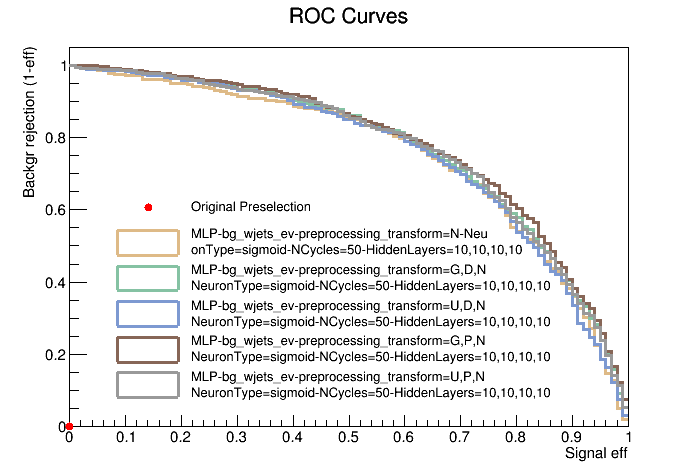 ROC Curves
Backgr rejection (1-eff)
1
0.8
0.6
0.4
0.2
0
Original Preselection
MLP-bg_wjets_ev-preprocessing_transform=N-Neu
onType=sigmoid-NCycles=50-HiddenLayers=10,10,10,10
MLP-bg_wjets_ev-preprocessing_transform=G,D,N
NeuronType=sigmoid-NCycles=50-HiddenLayers=10,10,10,10
MLP-bg_wjets_ev-preprocessing_transform=U,D,N
NeuronType=sigmoid-NCycles=50-HiddenLayers=10,10,10,10
MLP-bg_wjets_ev-preprocessing_transform=G,P,N
NeuronType=sigmoid-NCycles=50-HiddenLayers=10,10,10,10
MLP-bg_wjets_ev-preprocessing_transform=U,P,N
NeuronType=sigmoid-NCycles=50-HiddenLayers=10,10,10,10
0 0.1 0.2 0.3 0.4 0.5 0.6 0.7 0.8 0.9 1
Signal eff